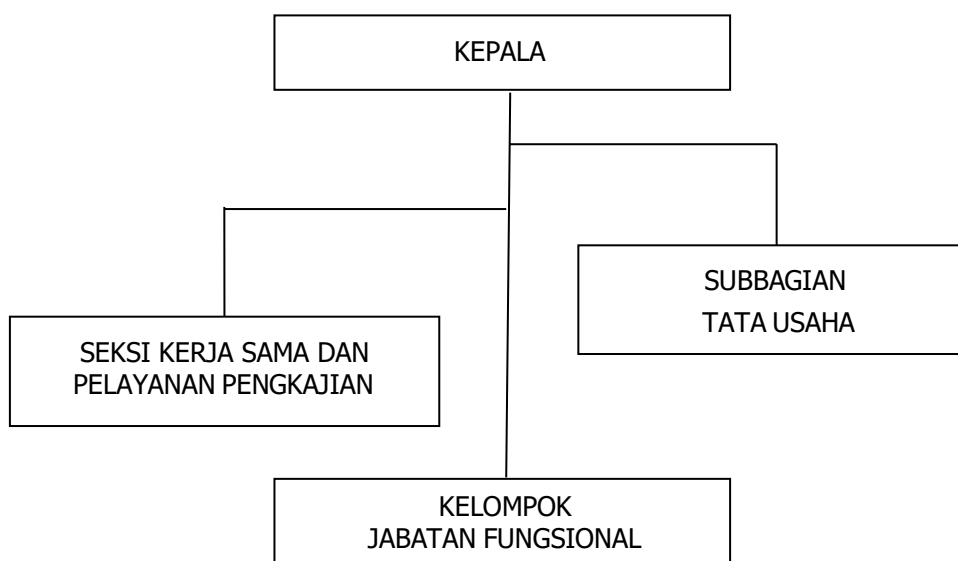 KEPALA
SUBBAGIAN
TATA USAHA
SEKSI KERJA SAMA DAN
PELAYANAN PENGKAJIAN
KELOMPOK
JABATAN FUNGSIONAL